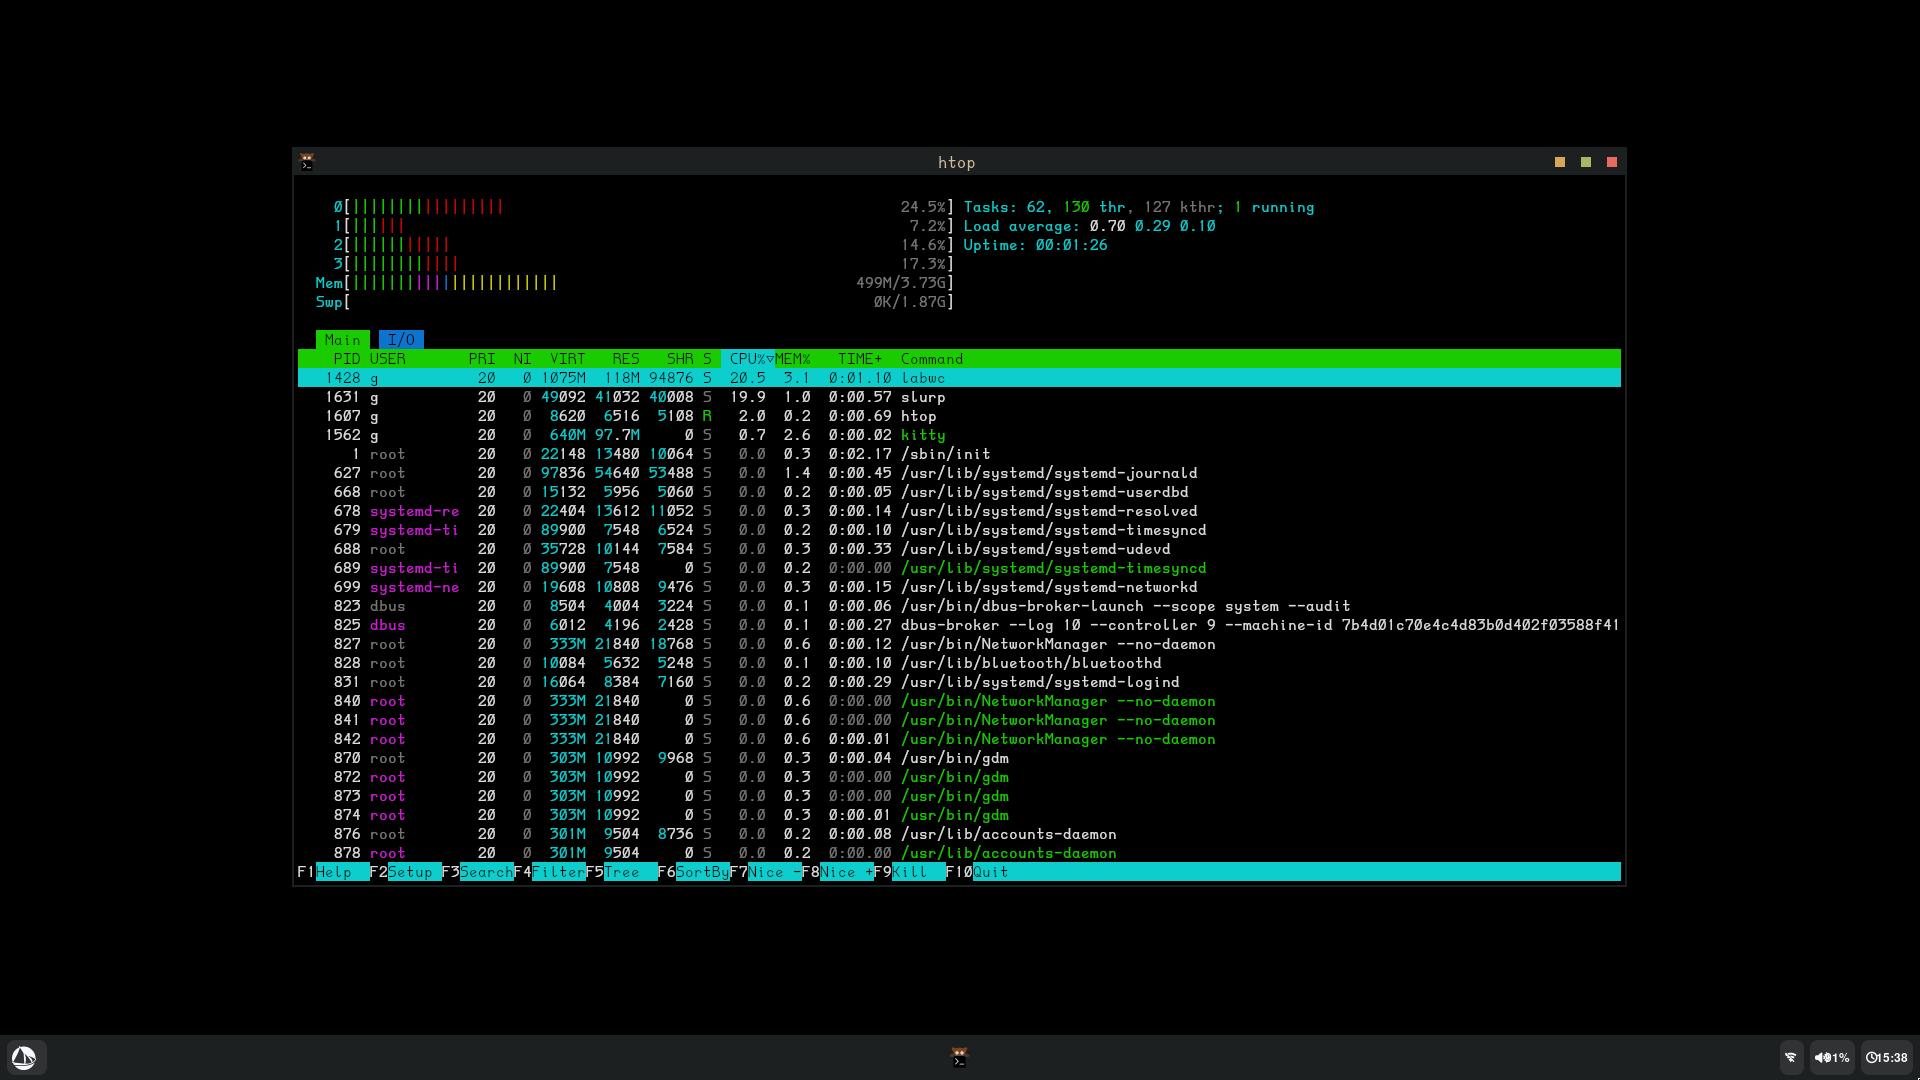 htop
0[||||||||||||||||| 24.5%] Tasks: 62, 130 thr, 127 kthr; 1 running
1[|||||| 7.2%] Load average: 0.70 0.29 0.10
2[||||||||||| 14.6%] Uptime: 00:01:26
3[|||||||||||| 17.3%]
Mem[||||||||||||||||||||||| 499M/3.73G]
Swp[ 0K/1.87G]
Main I/O
PID USER PRI NI VIRT RES SHR S CPU%▽MEM% TIME+ Command
1428 g 20 0 1075M 118M 94876 S 20.5 3.1 0:01.10 labwc
1631 g 20 0 49092 41032 40008 S 19.9 1.0 0:00.57 slurp
1607 g 20 0 8620 6516 5108 R 2.0 0.2 0:00.69 htop
1562 g 20 0 640M 97.7M 0 S 0.7 2.6 0:00.02 kitty
1 root 20 0 22148 13480 10064 S 0.0 0.3 0:02.17 /sbin/init
627 root 20 0 97836 54640 53488 S 0.0 1.4 0:00.45 /usr/lib/systemd/systemd-journald
668 root 20 0 15132 5956 5060 S 0.0 0.2 0:00.05 /usr/lib/systemd/systemd-userdbd
678 systemd-re 20 0 22404 13612 11052 S 0.0 0.3 0:00.14 /usr/lib/systemd/systemd-resolved
679 systemd-ti 20 0 89900 7548 6524 S 0.0 0.2 0:00.10 /usr/lib/systemd/systemd-timesyncd
688 root 20 0 35728 10144 7584 S 0.0 0.3 0:00.33 /usr/lib/systemd/systemd-udevd
689 systemd-ti 20 0 89900 7548 0 S 0.0 0.2 0:00.00 /usr/lib/systemd/systemd-timesyncd
699 systemd-ne 20 0 19608 10808 9476 S 0.0 0.3 0:00.15 /usr/lib/systemd/systemd-networkd
823 dbus 20 0 8504 4004 3224 S 0.0 0.1 0:00.06 /usr/bin/dbus-broker-launch --scope system --audit
825 dbus 20 0 6012 4196 2428 S 0.0 0.1 0:00.27 dbus-broker --log 10 --controller 9 --machine-id 7b4d01c70e4c4d83b0d402f03588f41
827 root 20 0 333M 21840 18768 S 0.0 0.6 0:00.12 /usr/bin/NetworkManager --no-daemon
828 root 20 0 10084 5632 5248 S 0.0 0.1 0:00.10 /usr/lib/bluetooth/bluetoothd
831 root 20 0 16064 8384 7160 S 0.0 0.2 0:00.29 /usr/lib/systemd/systemd-logind
840 root 20 0 333M 21840 0 S 0.0 0.6 0:00.00 /usr/bin/NetworkManager --no-daemon
841 root 20 0 333M 21840 0 S 0.0 0.6 0:00.00 /usr/bin/NetworkManager --no-daemon
842 root 20 0 333M 21840 0 S 0.0 0.6 0:00.01 /usr/bin/NetworkManager --no-daemon
870 root 20 0 303M 10992 9968 S 0.0 0.3 0:00.04 /usr/bin/gdm
872 root 20 0 303M 10992 0 S 0.0 0.3 0:00.00 /usr/bin/gdm
873 root 20 0 303M 10992 0 S 0.0 0.3 0:00.00 /usr/bin/gdm
874 root 20 0 303M 10992 0 S 0.0 0.3 0:00.01 /usr/bin/gdm
876 root 20 0 301M 9504 8736 S 0.0 0.2 0:00.08 /usr/lib/accounts-daemon
878 root 20 0 301M 9504 0 S 0.0 0.2 0:00.00 /usr/lib/accounts-daemon
F1Help F2Setup F3SearchF4FilterF5Tree F6SortByF7Nice -F8Nice +F9Kill F10Quit
15:38